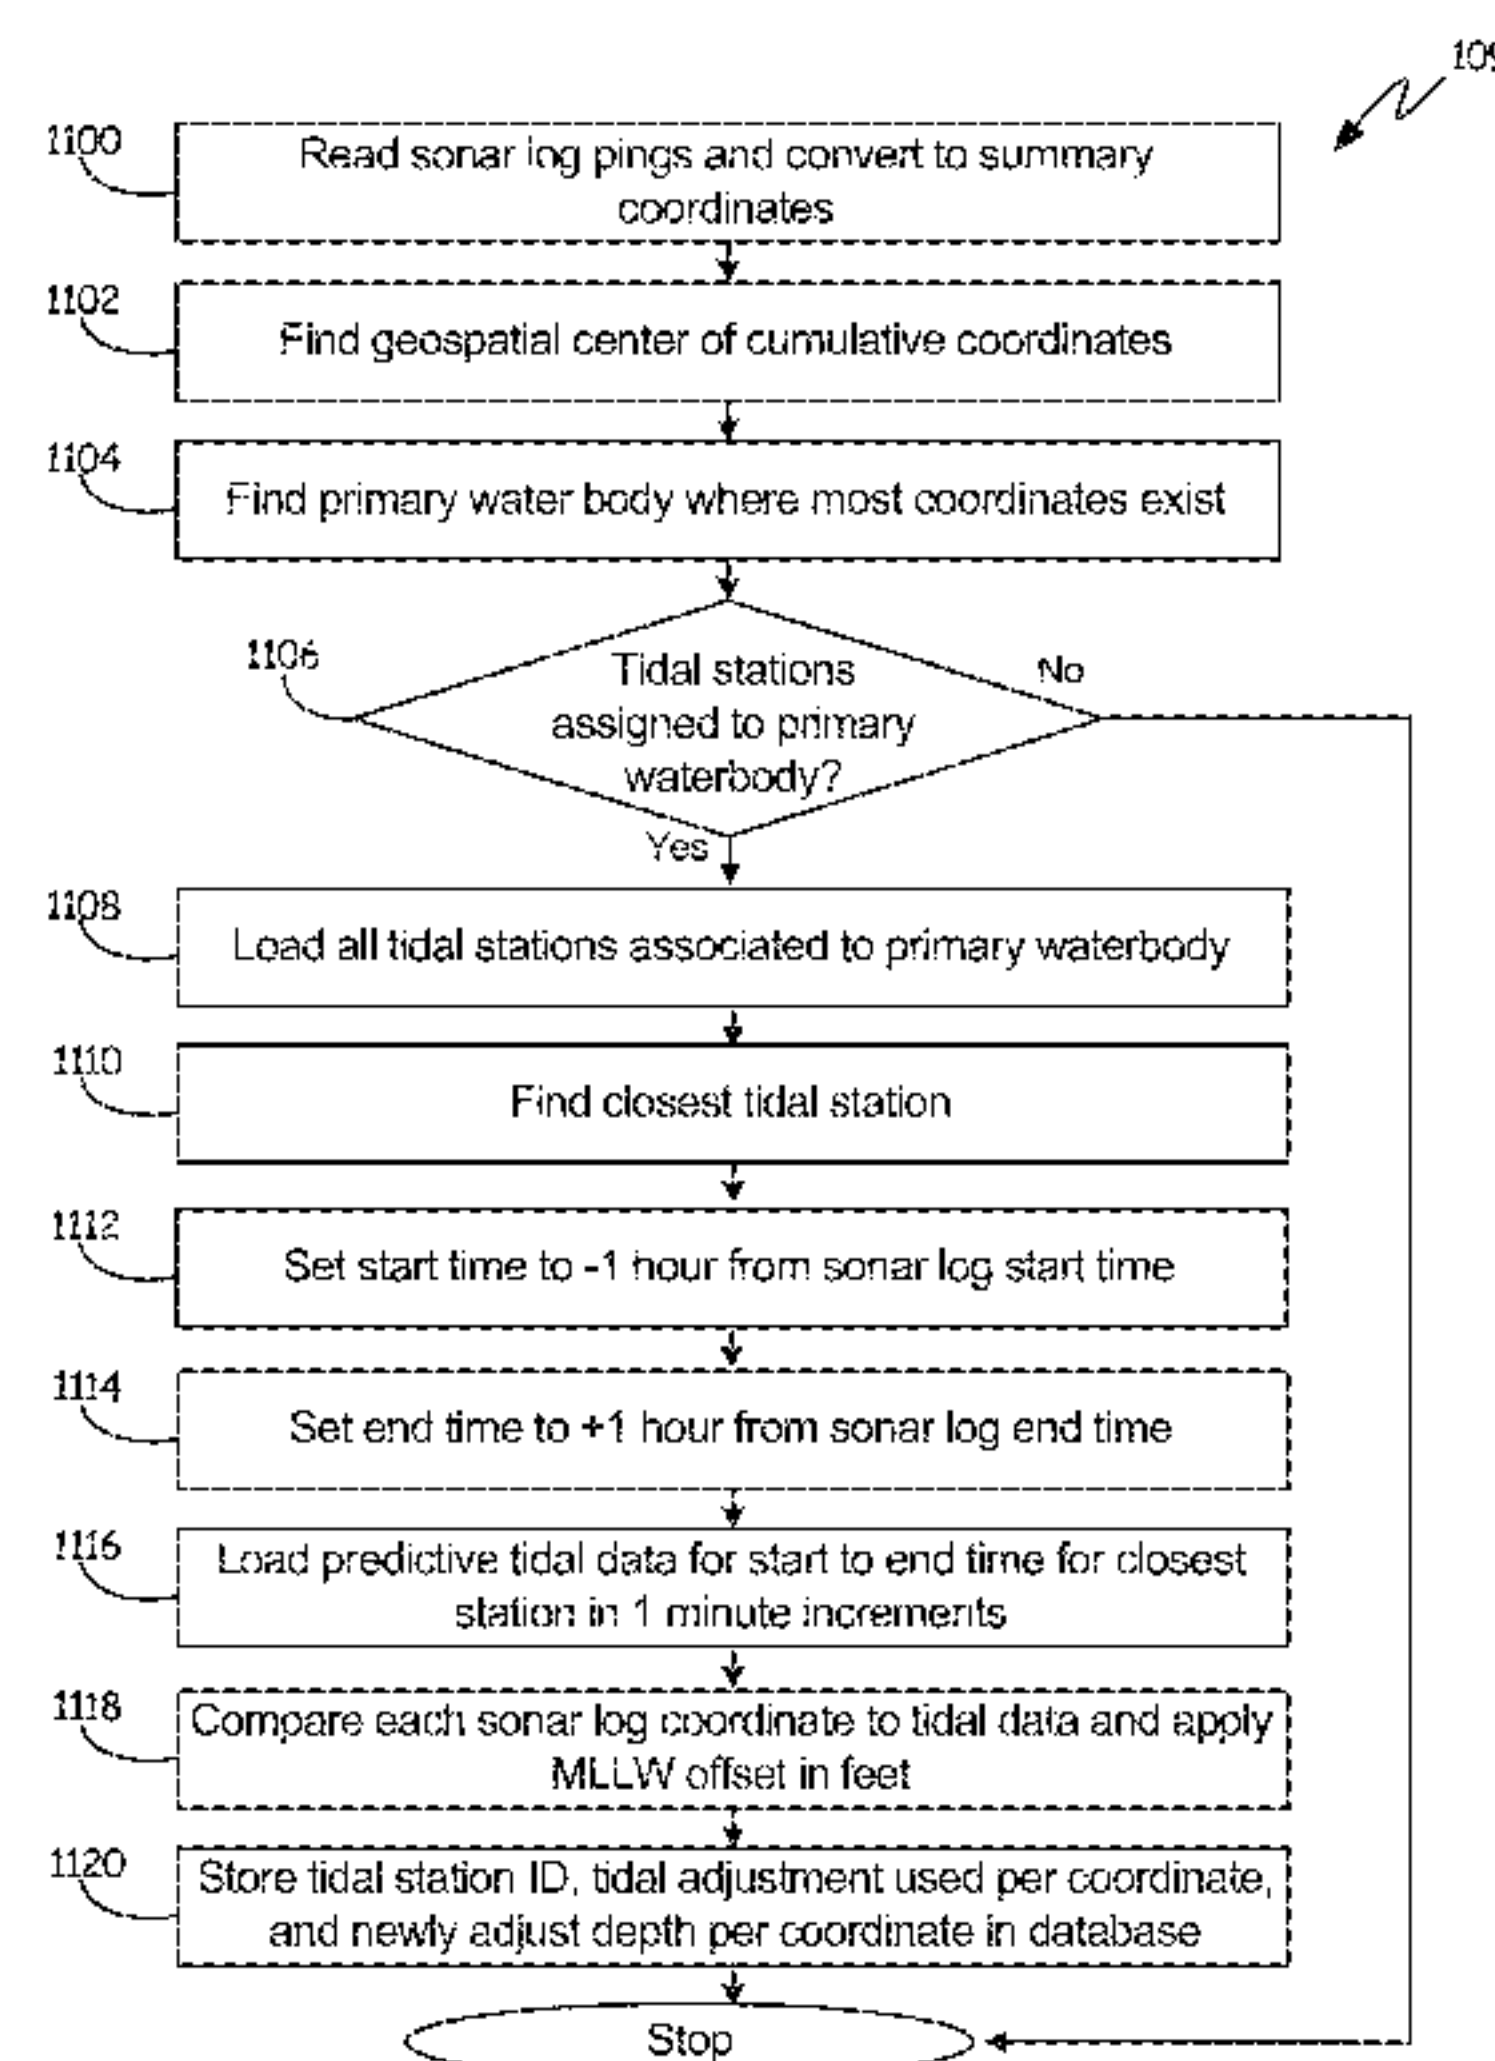 109
1100
Read sonar log pings and convert to summary
coordinates
1102
Find geospatial center of cumulative coordinates
1104
Find primary water body where most coordinates exist
1106
Tidal stations
assigned to primary
waterbody?
No
Yes
1108
Load all tidal stations associated to primary waterbody
1110
Find closest tidal station
1112
Set start time to -1 hour from sonar log start time
1114
Set end time to +1 hour from sonar log end time
1116
Load predictive tidal data for start to end time for closest
station in 1 minute increments
1118
Compare each sonar log coordinate to tidal data and apply
MLLW offset in feet
1120
Store tidal station ID, tidal adjustment used per coordinate,
and newly adjust depth per coordinate in database
Stop